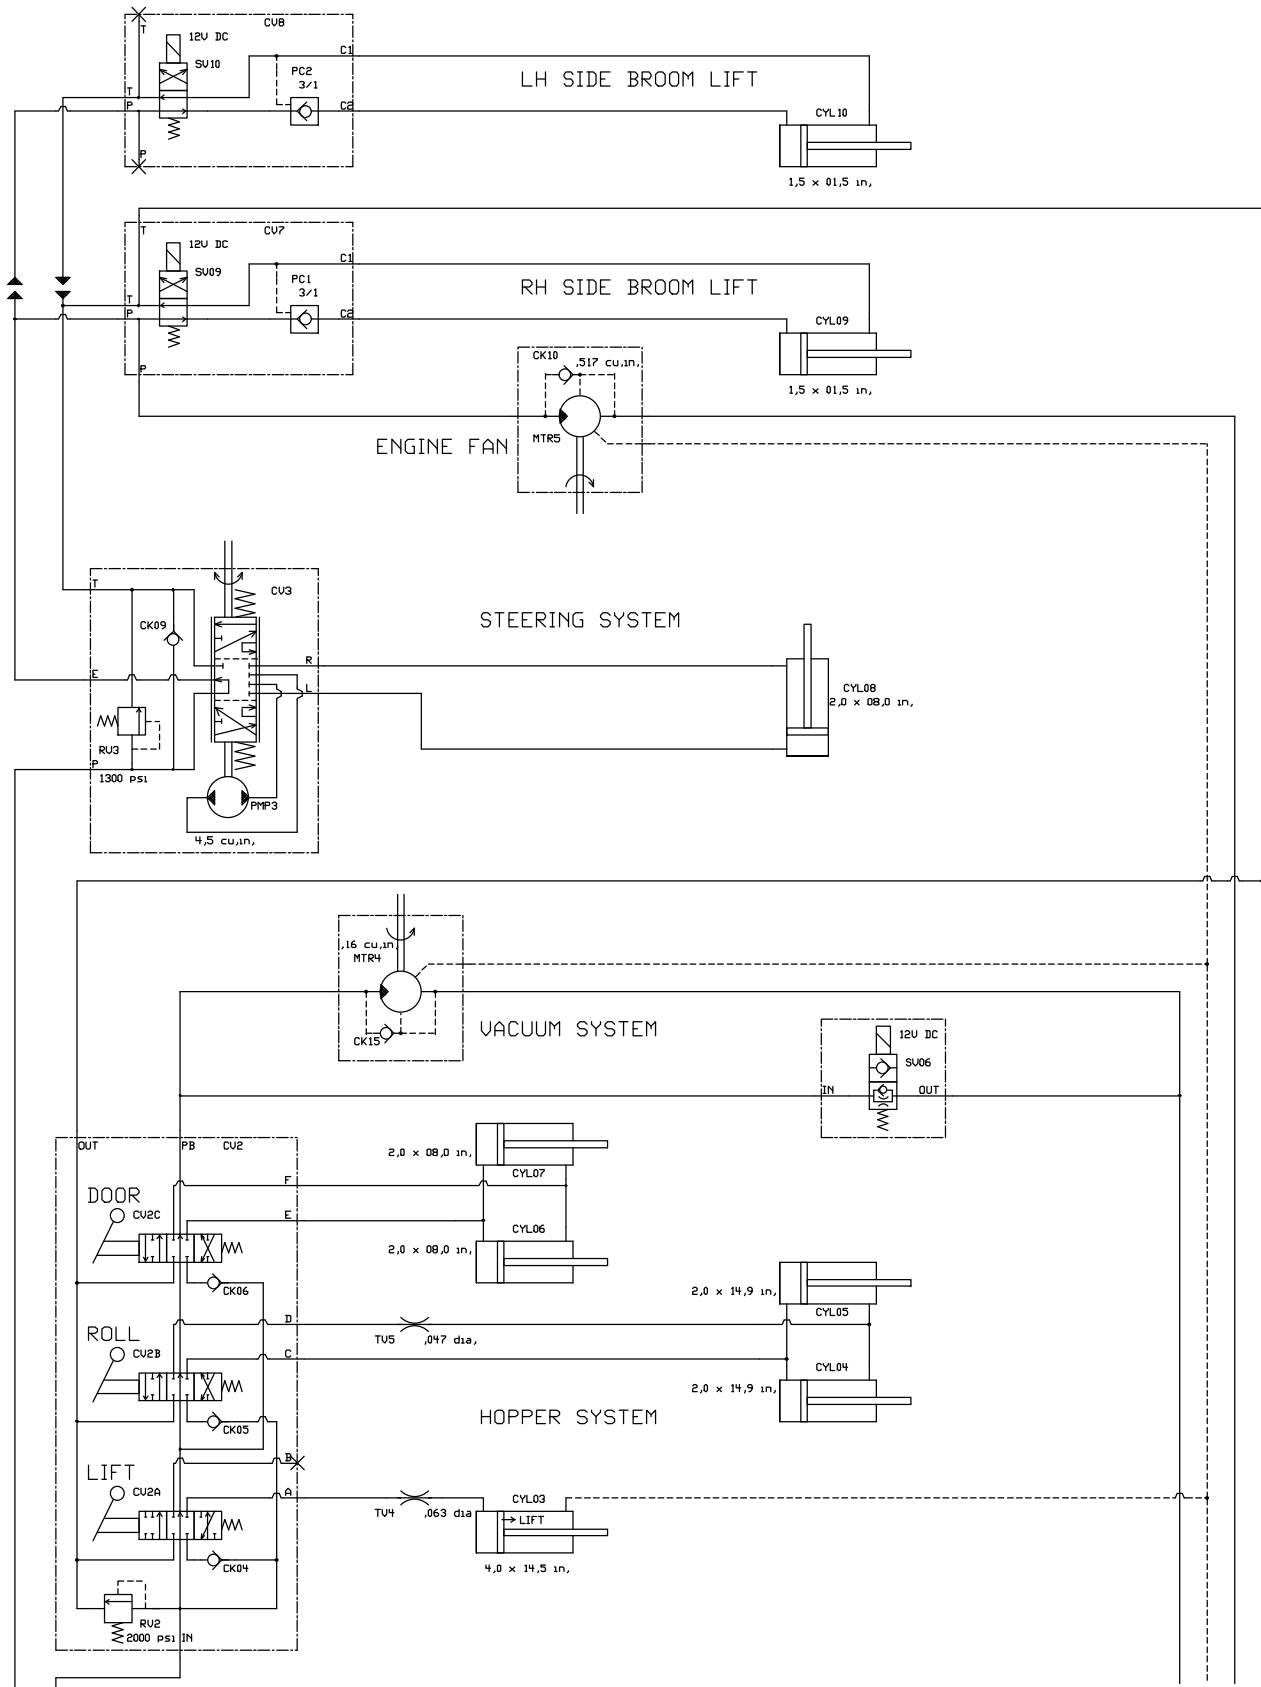 T
CV8
12V DC
SV10
C1
PC2
3/1
LH SIDE BROOM LIFT
T
P
C2
CYL10
P
1,5 x 01,5 in,
T
CV7
12V DC
SV09
C1
PC1
3/1
RH SIDE BROOM LIFT
T
P
C2
CYL09
CK10
,517 cu,in,
P
1,5 x 01,5 in,
ENGINE FAN
MTR5
T
CV3
CK09
STEERING SYSTEM
R
E
L
CYL08
2,0 x 08,0 in,
RV3
P
1300 psi
PMP3
4,5 cu,in,
,16 cu,in,
MTR4
CK15
VACUUM SYSTEM
12V DC
SV06
IN
OUT
OUT
PB
CV2
2,0 x 08,0 in,
CYL07
F
DOOR
CV2C
E
CYL06
2,0 x 08,0 in,
CK06
2,0 x 14,9 in,
CYL05
D
ROLL
TV5
,047 dia,
CV2B
C
CYL04
2,0 x 14,9 in,
CK05
HOPPER SYSTEM
B
LIFT
CV2A
A
CYL03
TV4
,063 dia
LIFT
CK04
4,0 x 14,5 in,
RV2
2000 psi IN